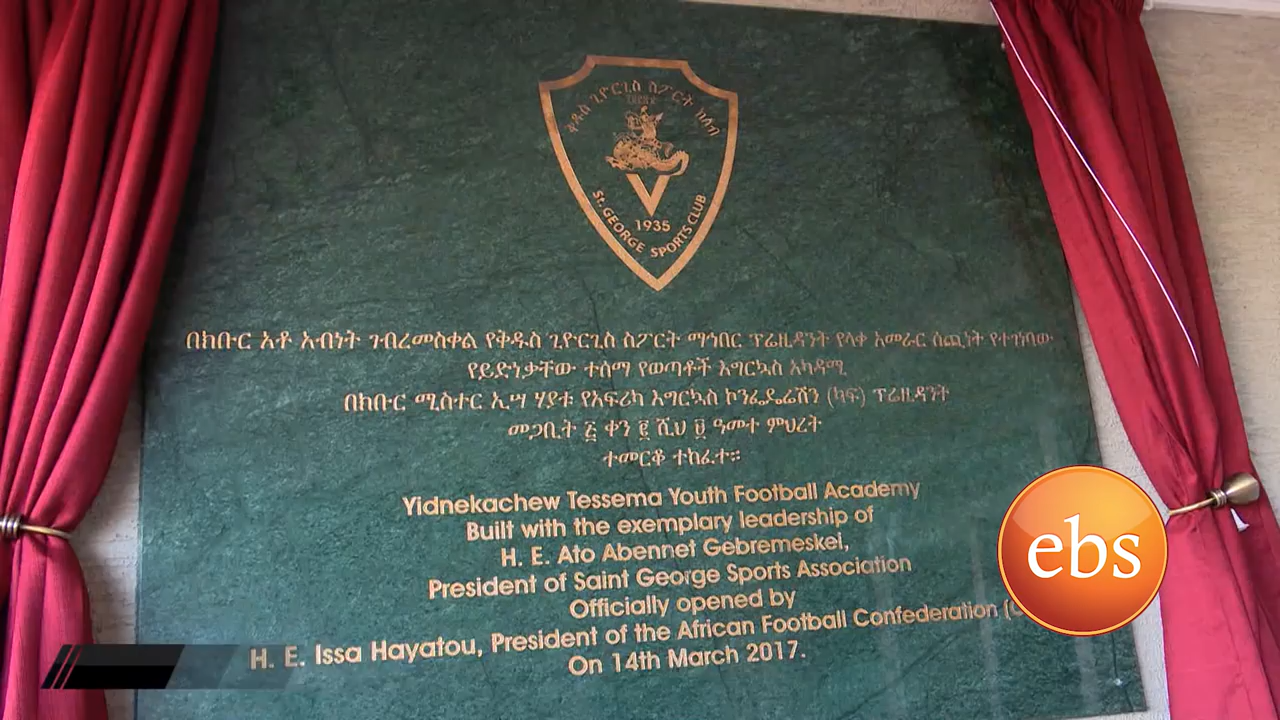 ቅዱስ ጊዮርጊስ ስፖርት ክለብ
1935
St. GEORGE SPORTS CLUB
በክቡር አቶ አብነት ገብረመስቀል የቅዱስ ጊዮርጊስ ስፖርት ማኅበር ፕሬዚዳንት የላቀ አመራር ሰጪነት የተገነባው
የይድነቃቸው ተሰማ የወጣቶች እግርኳስ አካዳሚ
በክቡር ሚስተር ኢሣ ሃያቱ የአፍሪካ እግርኳስ ኮንፌዴሬሽን (ካፍ) ፕሬዚዳንት
መጋቢት ፭ ቀን ፪ ሺህ ፱ ዓመተ ምህረት
ተመርቆ ተከፈተ፡፡
Yidnekachew Tessema Youth Football Academy
Built with the exemplary leadership of
H. E. Ato Abennet Gebremeskel,
President of Saint George Sports Association
Officially opened by
H. E. Issa Hayatou, President of the African Football Confederation
On 14th March 2017.
ebs